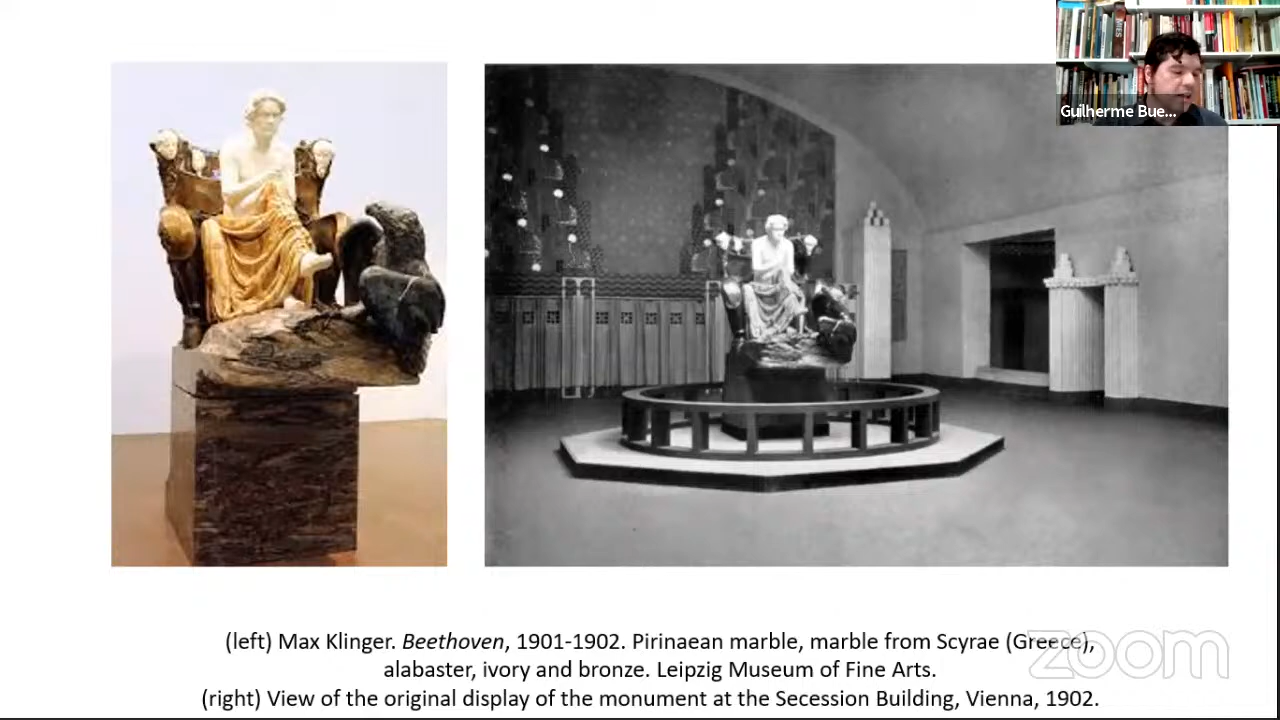 Guilherme Bue...
(left) Max Klinger. Beethoven, 1901-1902. Pirinaean marble, marble from Scyrae (Greece),
alabaster, ivory and bronze. Leipzig Museum of Fine Arts.
(right) View of the original display of the monument at the Secession Building, Vienna, 1902.
zoom